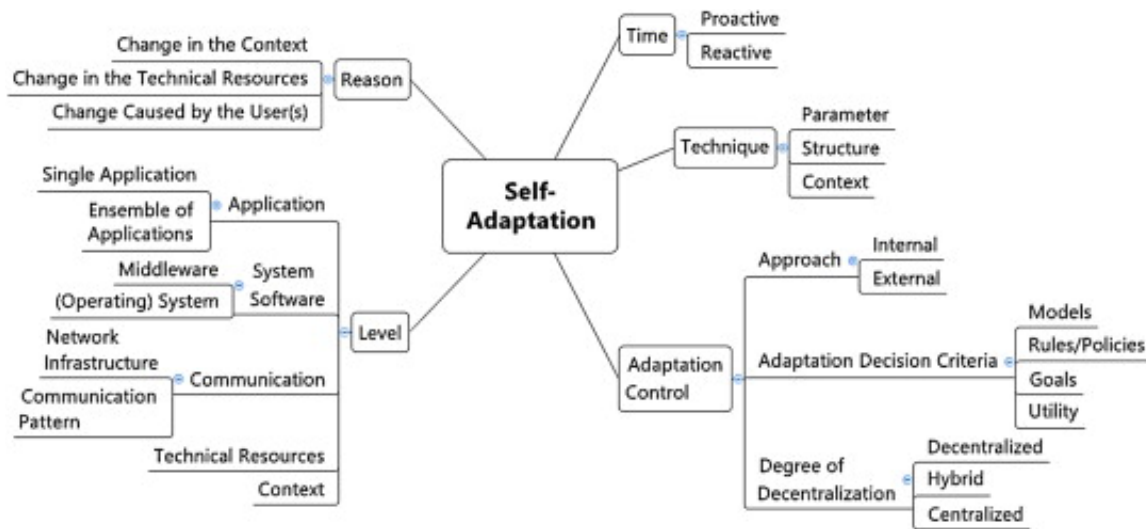 Self-
Adaptation
Time
Proactive
Reactive
Technique
Parameter
Structure
Context
Adaptation
Control
Approach
Internal
External
Adaptation Decision Criteria
Models
Rules/Policies
Goals
Utility
Degree of
Decentralization
Decentralized
Hybrid
Centralized
Reason
Change in the Context
Change in the Technical Resources
Change Caused by the User(s)
Level
Application
Single Application
Ensemble of
Applications
System
Software
Middleware
(Operating) System
Communication
Network
Infrastructure
Communication
Pattern
Technical Resources
Context